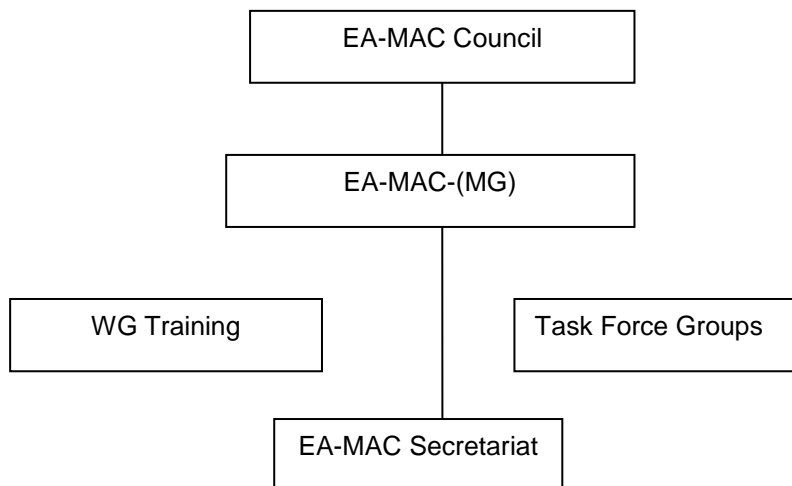 EA-MAC Council
EA-MAC-(MG)
WG Training
Task Force Groups
EA-MAC Secretariat